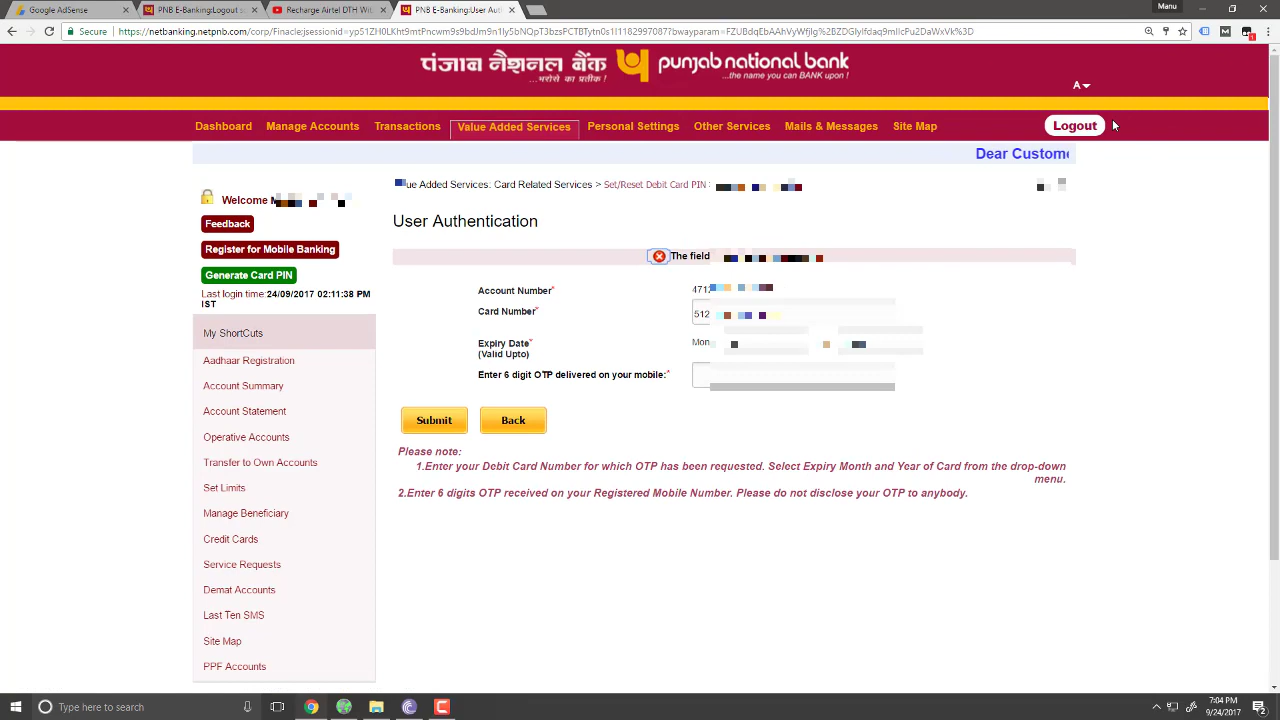 Google AdSense
PNB E-BankingLogout
Recharge Airtel DTH With
PNB E-Banking:User Aut
Manu
Secure
पंजाब नैशनल बैंक
...भरोसे का प्रतीक !
punjab national bank
...the name you can BANK upon !
A
Dashboard
Manage Accounts
Transactions
Value Added Services
Personal Settings
Other Services
Mails & Messages
Site Map
Logout
Dear Custome
ue Added Services: Card Related Services > Set/Reset Debit Card PIN :
Welcome M
Feedback
Register for Mobile Banking
Generate Card PIN
Last login time:24/09/2017 02:11:38 PM
IST
My ShortCuts
Aadhaar Registration
Account Summary
Account Statement
Operative Accounts
Transfer to Own Accounts
Set Limits
Manage Beneficiary
Credit Cards
Service Requests
Demat Accounts
Last Ten SMS
Site Map
PPF Accounts
User Authentication
The field
Account Number* 471
Card Number* 512
Expiry Date* Mon
(Valid Upto)
Enter 6 digit OTP delivered on your mobile:*
Submit
Back
Please note:
1.Enter your Debit Card Number for which OTP has been requested. Select Expiry Month and Year of Card from the drop-down
menu.
2.Enter 6 digits OTP received on your Registered Mobile Number. Please do not disclose your OTP to anybody.
Type here to search
7:04 PM
9/24/2017